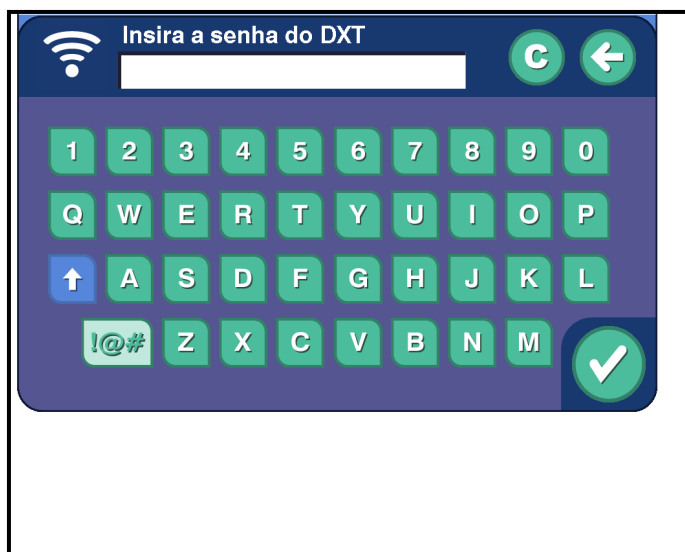 Insira a senha do DXT
C
1 2 3 4 5 6 7 8 9 0
Q W E R T Y U I O P
A S D F G H J K L
!@# Z X C V B N M